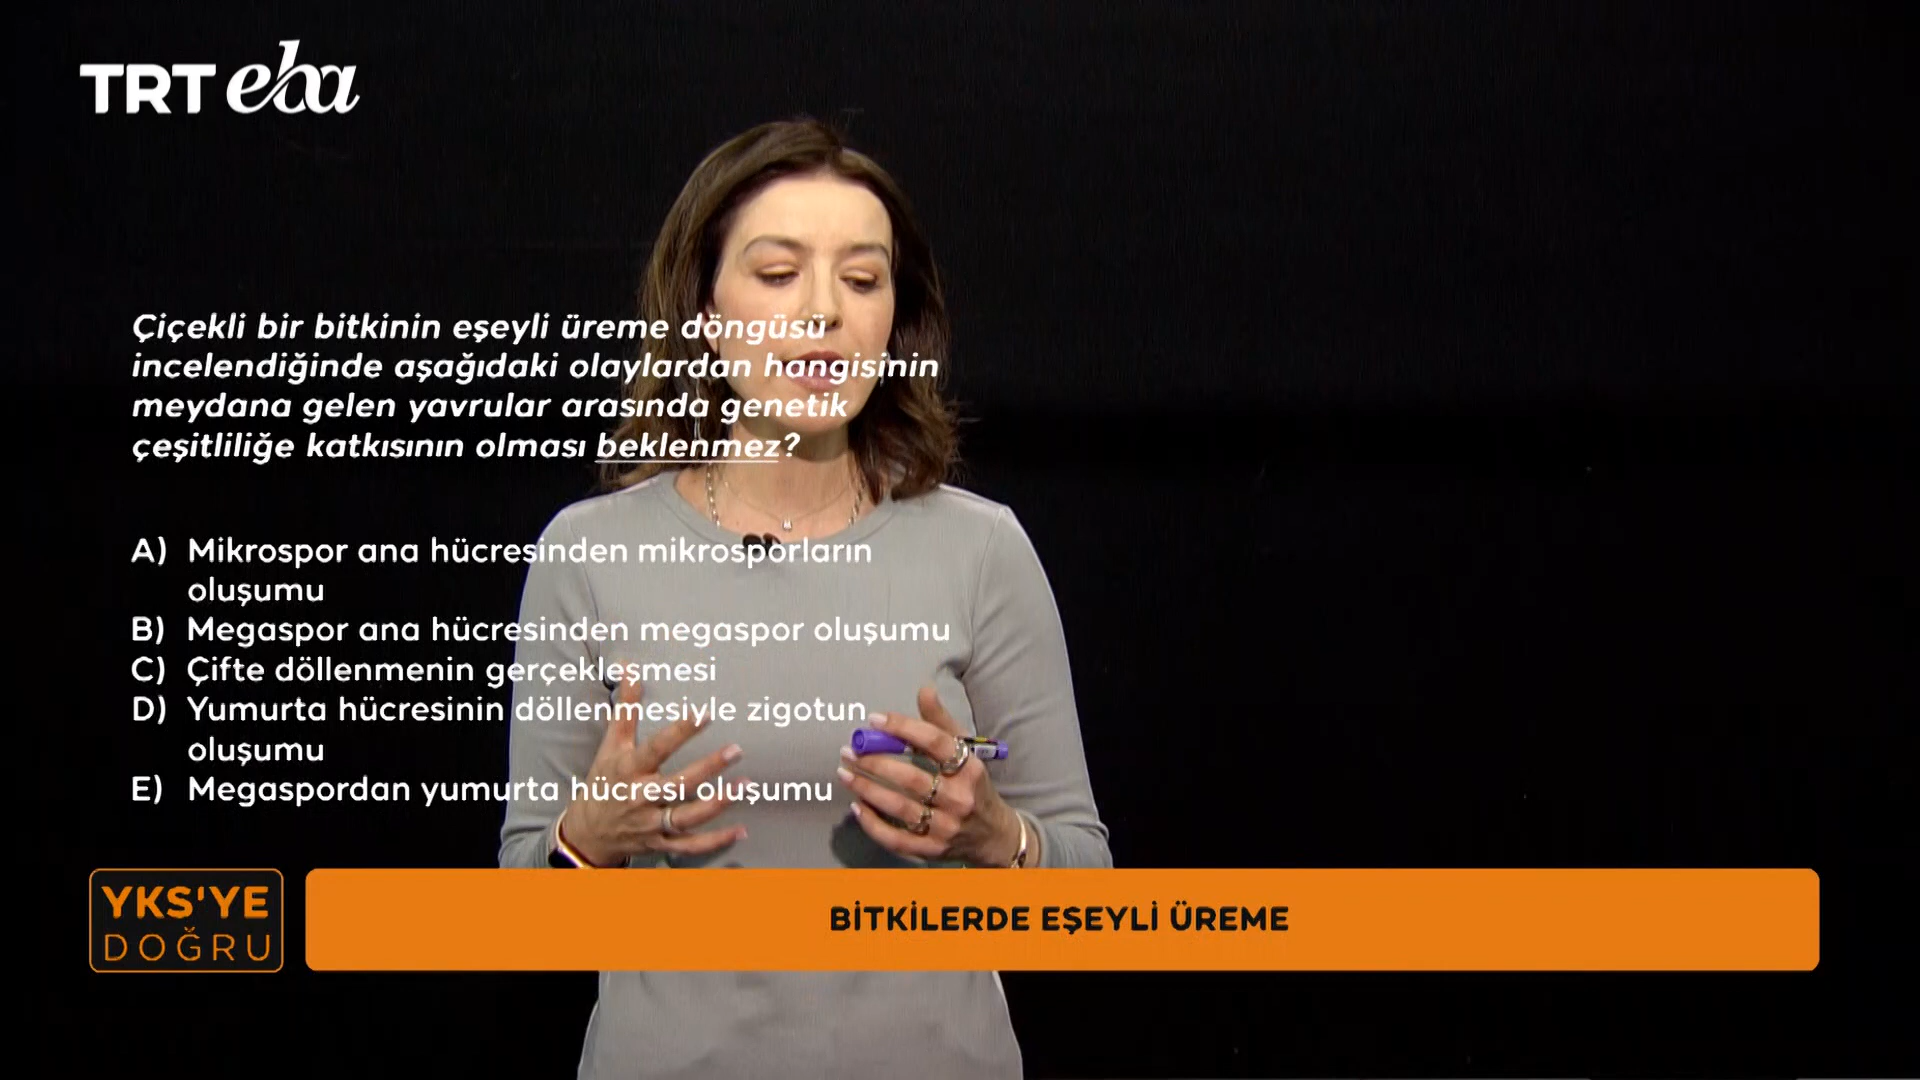 TRT eba
Çiçekli bir bitkinin eşeyli üreme döngüsü
incelendiğinde aşağıdaki olaylardan hangisinin
meydana gelen yavrular arasında genetik
çeşitliliğe katkısının olması beklenmez?
A) Mikrospor ana hücresinden mikrosporların
oluşumu
B) Megaspor ana hücresinden megaspor oluşumu
C) Çifte döllenmenin gerçekleşmesi
D) Yumurta hücresinin döllenmesiyle zigotun
oluşumu
E) Megaspordan yumurta hücresi oluşumu
YKS'YE
DOĞRU
BİTKİLERDE EŞEYLİ ÜREME